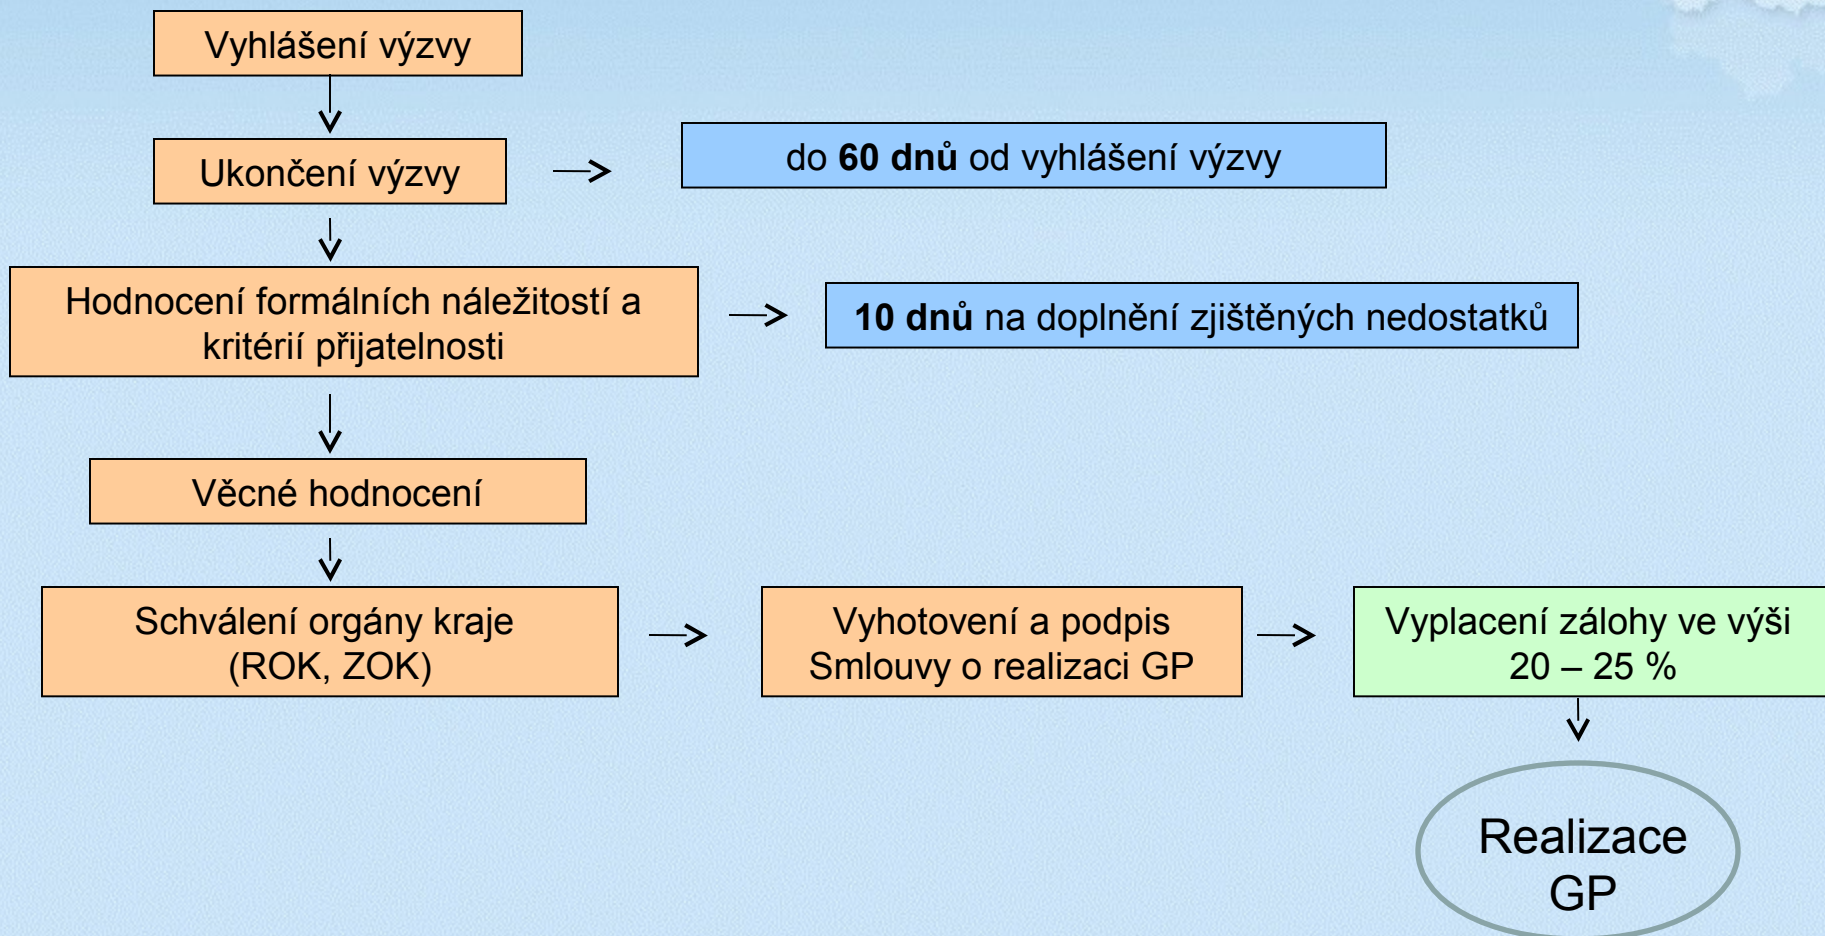 Vyhlášení výzvy
Ukončení výzvy
do 60 dnů od vyhlášení výzvy
Hodnocení formálních náležitostí a
kritérií přijatelnosti
10 dnů na doplnění zjištěných nedostatků
Věcné hodnocení
Schválení orgány kraje
(ROK, ZOK)
Vyhotovení a podpis
Smlouvy o realizaci GP
Vyplacení zálohy ve výši
20 – 25 %
Realizace
GP